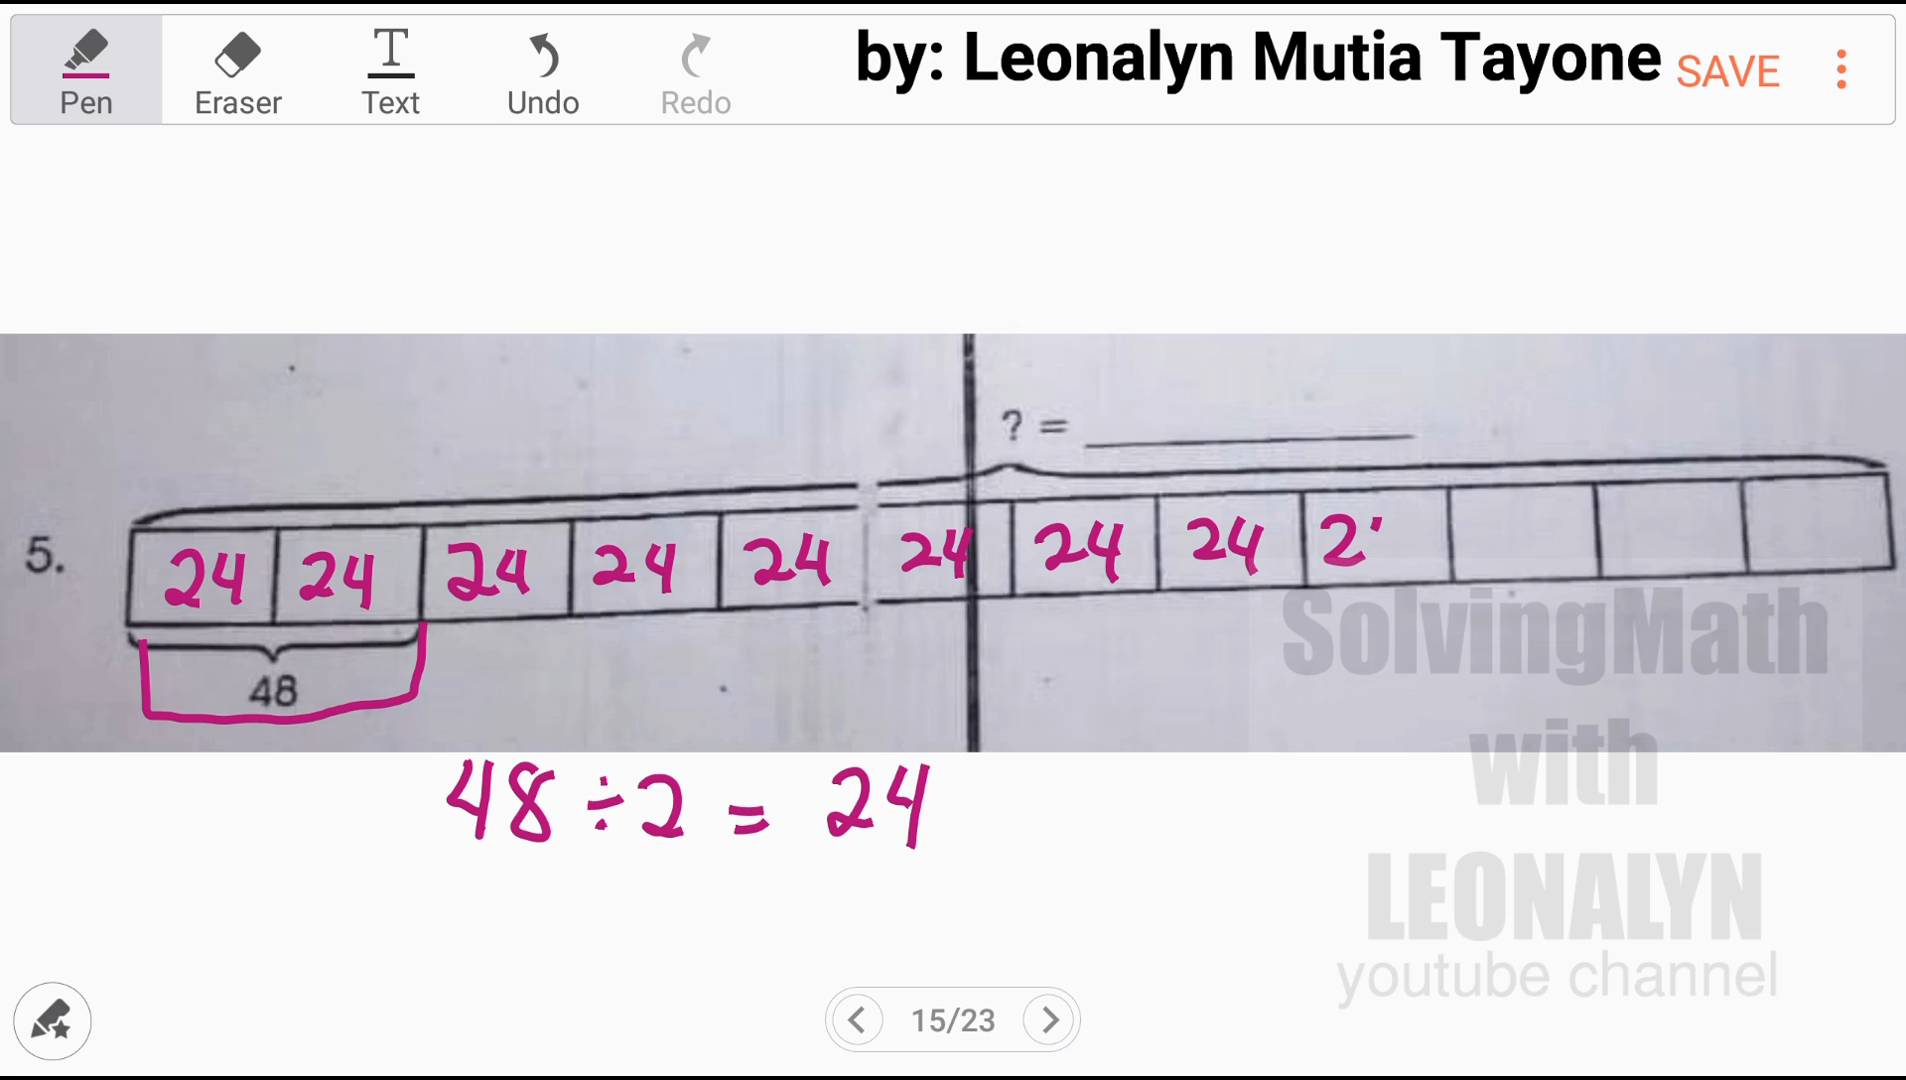 by: Leonalyn Mutia Tayone
SAVE
Pen Eraser Text Undo Redo
? = 
5.
24 24 24 24 24 24 24 24 2
48
48 ÷ 2 = 24
SolvingMath
with
LEONALYN
youtube channel
15/23